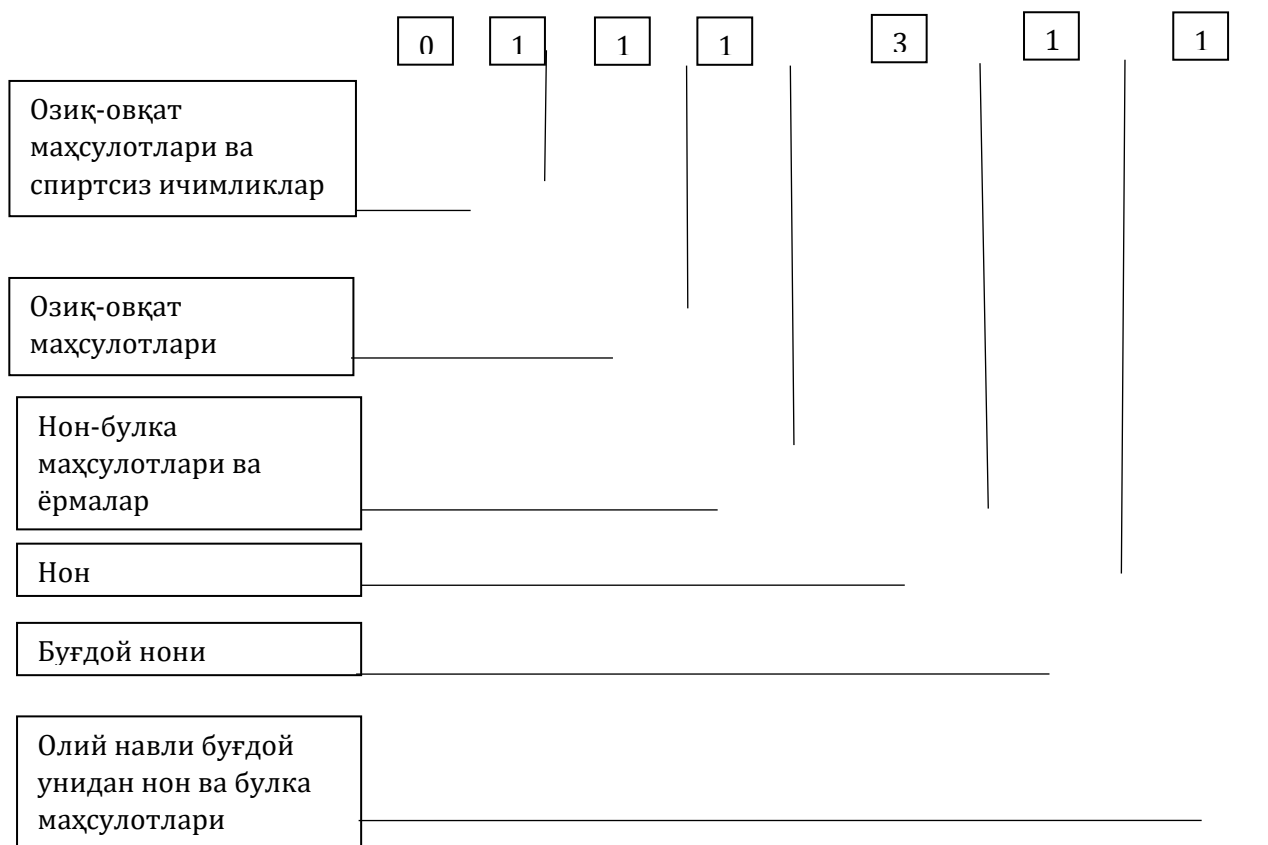 0 1 1 1 3 1 1
Озиқ-овқат
маҳсулотлари ва
спиртсиз ичимликлар
Озиқ-овқат
маҳсулотлари
Нон-булка
маҳсулотлари ва
ёрмалар
Нон
Буғдой нони
Олий навли буғдой
унидан нон ва булка
маҳсулотлари